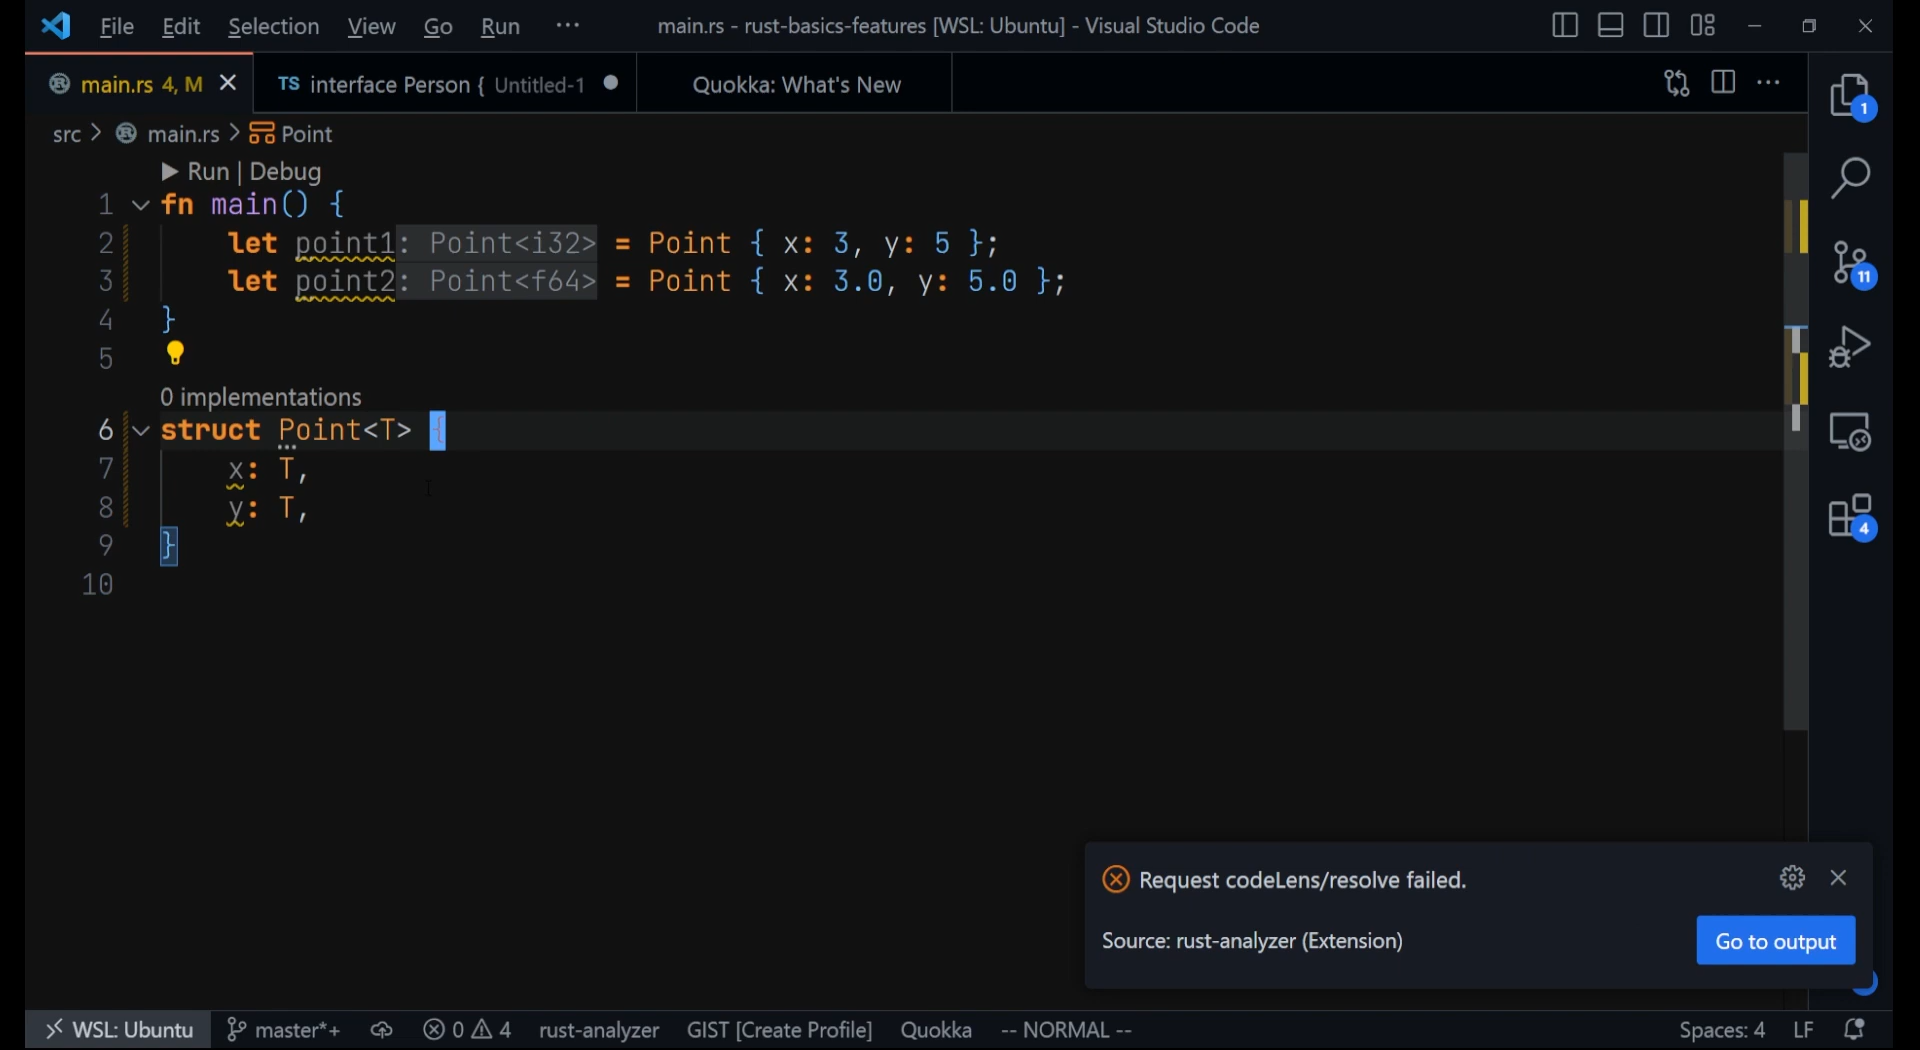 File Edit Selection View Go Run ··· main.rs - rust-basics-features [WSL: Ubuntu] - Visual Studio Code
main.rs 4, M TS interface Person { Untitled-1 Quokka: What's New
src > main.rs > Point
Run | Debug
1 fn main() {
2 let point1: Point<i32> = Point { x: 3, y: 5 };
3 let point2: Point<f64> = Point { x: 3.0, y: 5.0 };
4 }
5
0 implementations
6 struct Point<T> {
7 x: T,
8 y: T,
9 }
10
1
11
4
Request codeLens/resolve failed.
Source: rust-analyzer (Extension) Go to output
WSL: Ubuntu master*+ 0 4 rust-analyzer GIST [Create Profile] Quokka -- NORMAL -- Spaces: 4 LF